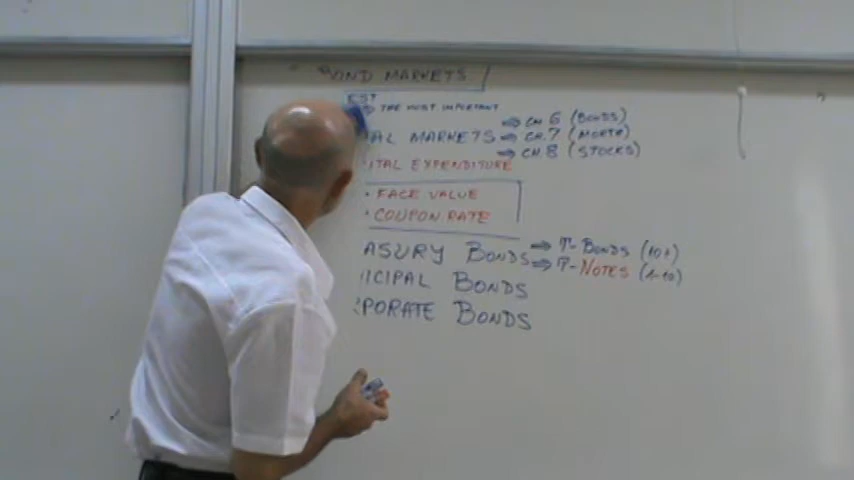 BOND MARKETS
EST
THE MOST IMPORTANT
AL MARKETS ⇒ CH. 6 (BONDS)
⇒ CH. 7 (MORTG)
⇒ CH. 8 (STOCKS)
ITAL EXPENDITURE
• FACE VALUE
• COUPON RATE
ASURY BONDS ⇒ T-BONDS (10+)
⇒ T-NOTES (1-10)
ICIPAL BONDS
PORATE BONDS